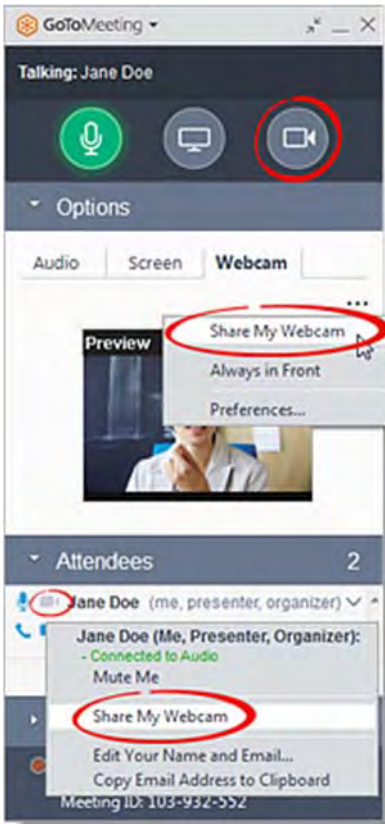 GoToMeeting
Talking: Jane Doe
Options
Audio Screen Webcam
...
Share My Webcam
Preview
Always in Front
Preferences...
Attendees 2
Jane Doe (me, presenter, organizer)
Jane Doe (Me, Presenter, Organizer):
- Connected to Audio
Mute Me
Share My Webcam
Edit Your Name and Email...
Copy Email Address to Clipboard
Meeting ID: 103-932-552